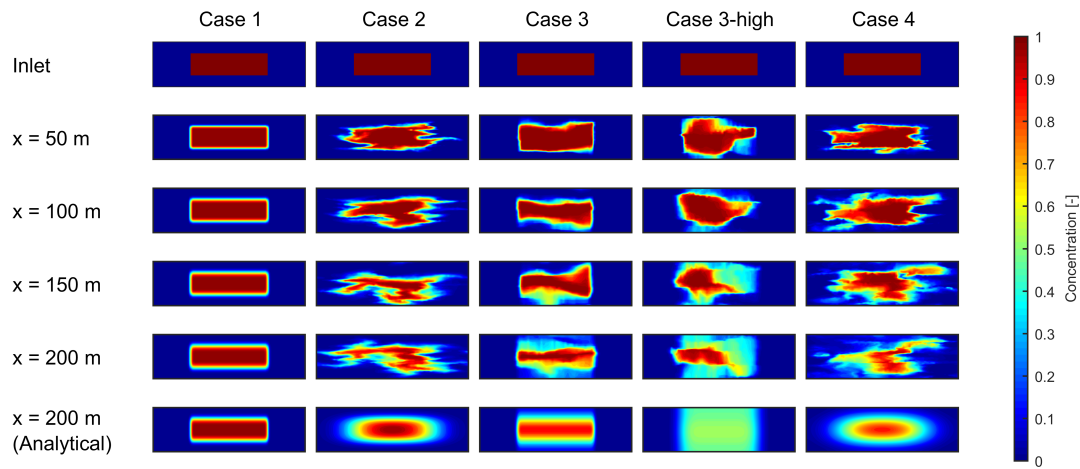 Case 1 Case 2 Case 3 Case 3-high Case 4
Inlet
x = 50 m
x = 100 m
x = 150 m
x = 200 m
x = 200 m
(Analytical)
1
0.9
0.8
0.7
0.6
0.5
0.4
0.3
0.2
0.1
0
Concentration [-]